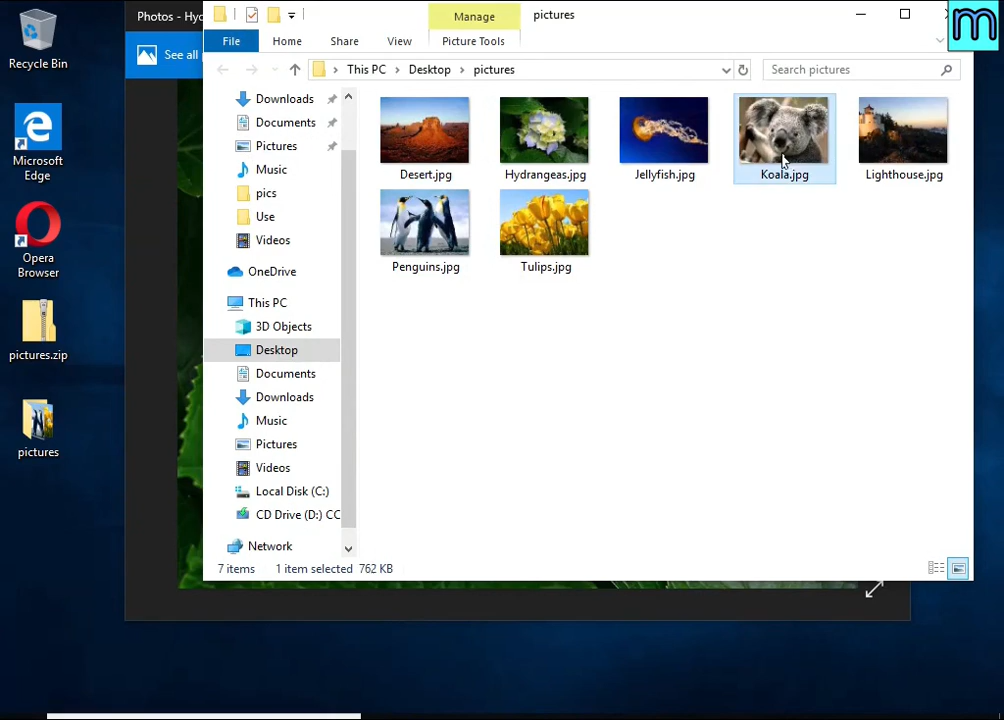 Recycle Bin
Microsoft
Edge
Opera
Browser
pictures.zip
pictures
Photos - Hyd
See all
Manage
pictures
File
Home
Share
View
Picture Tools
This PC
Desktop
pictures
Search pictures
Downloads
Documents
Pictures
Music
pics
Use
Videos
OneDrive
This PC
3D Objects
Desktop
Documents
Downloads
Music
Pictures
Videos
Local Disk (C:)
CD Drive (D:) CC
Network
Desert.jpg
Hydrangeas.jpg
Jellyfish.jpg
Koala.jpg
Lighthouse.jpg
Penguins.jpg
Tulips.jpg
7 items
1 item selected 762 KB
m